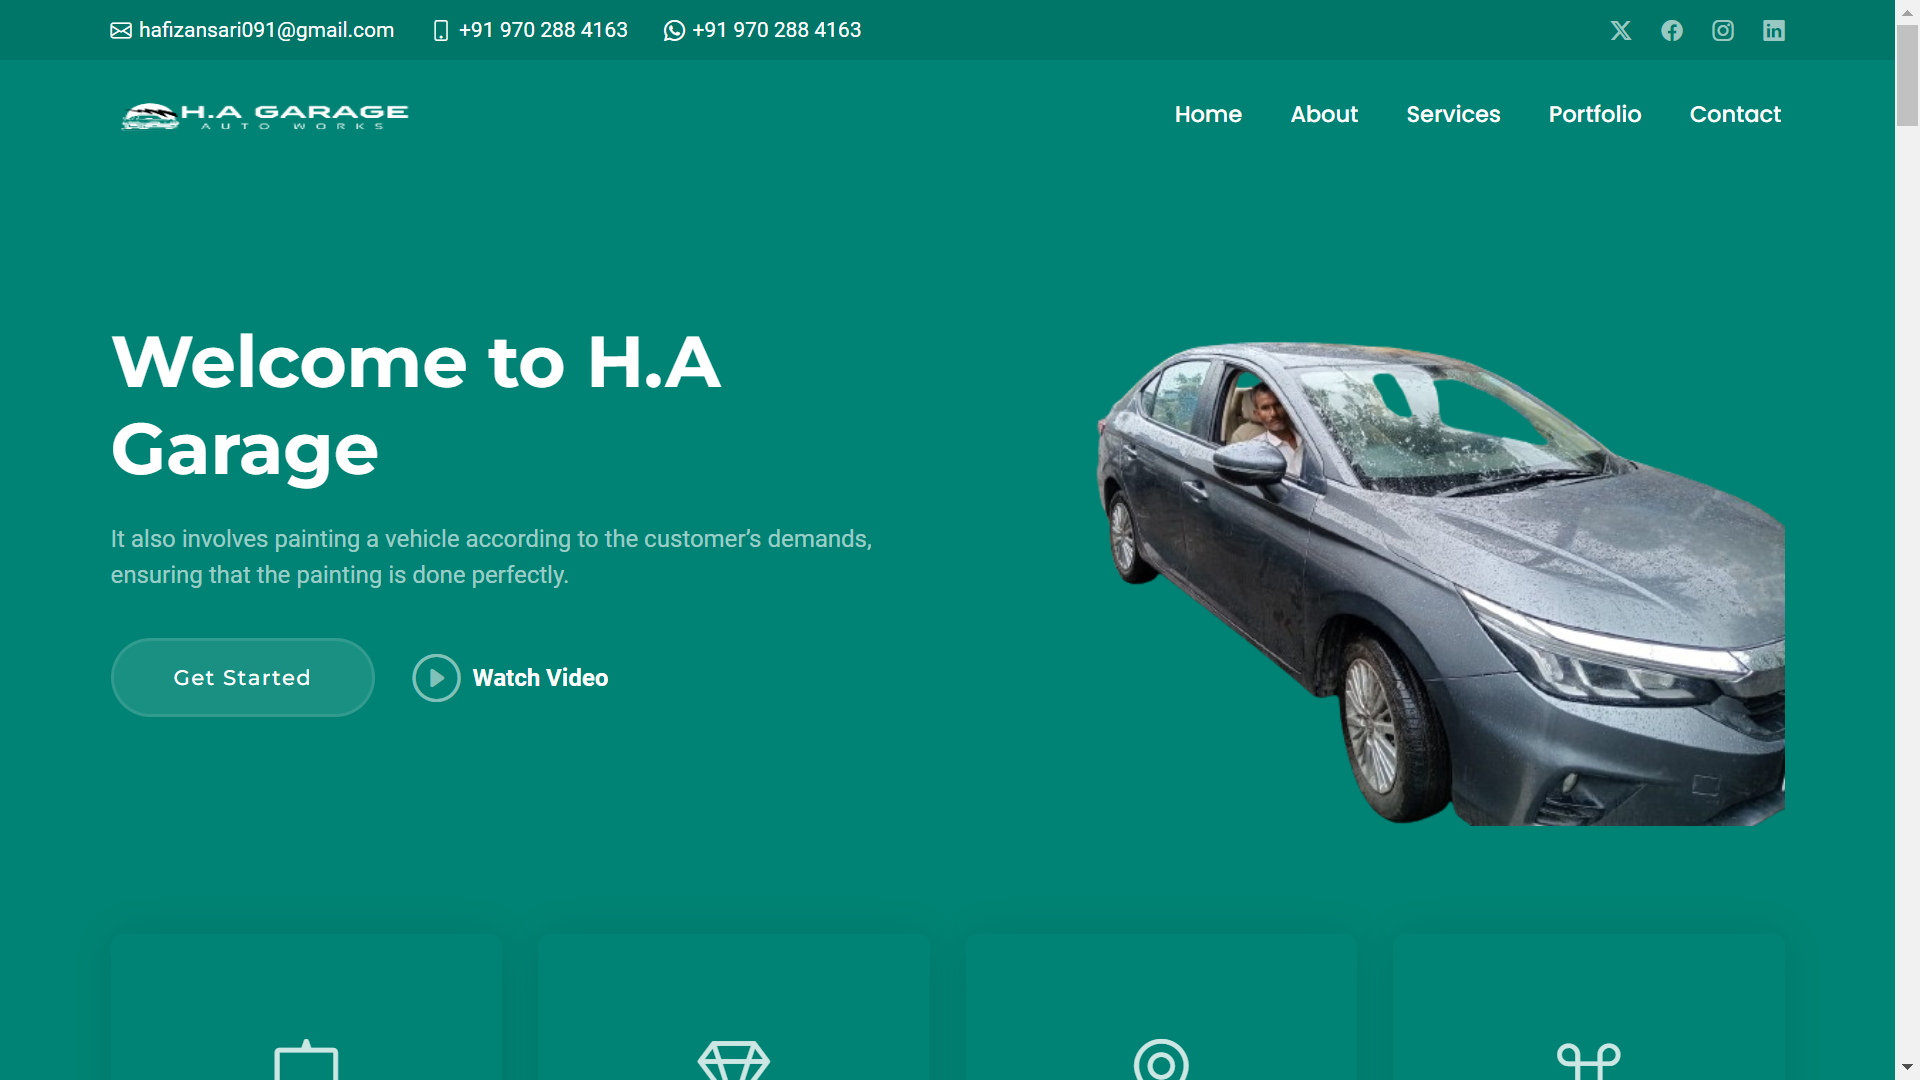 hafizansari091@gmail.com
+91 970 288 4163
+91 970 288 4163
H.A GARAGE
AUTO WORKS
Home
About
Services
Portfolio
Contact
Welcome to H.A
Garage
It also involves painting a vehicle according to the customer’s demands,
ensuring that the painting is done perfectly.
Get Started
Watch Video